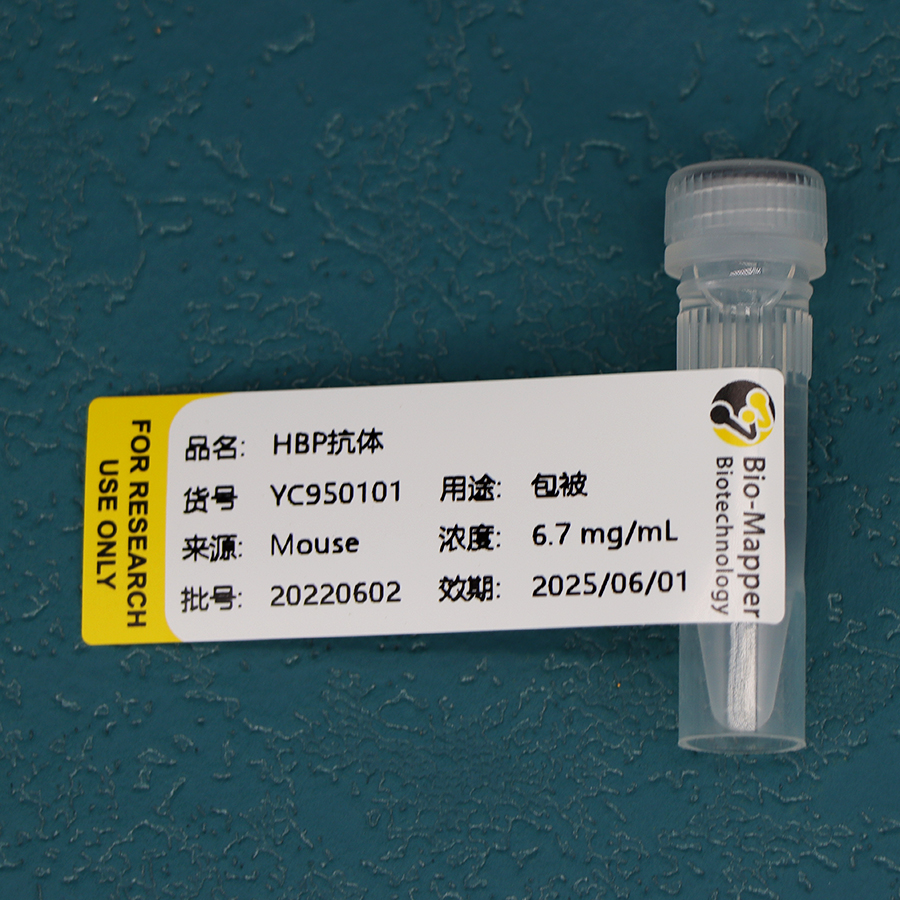 FOR RESEARCH
USE ONLY
品名: HBP抗体
货号 YC950101 用途: 包被
来源: Mouse 浓度: 6.7 mg/mL
批号: 20220602 效期: 2025/06/01
Bio-Mapper
Biotechnology